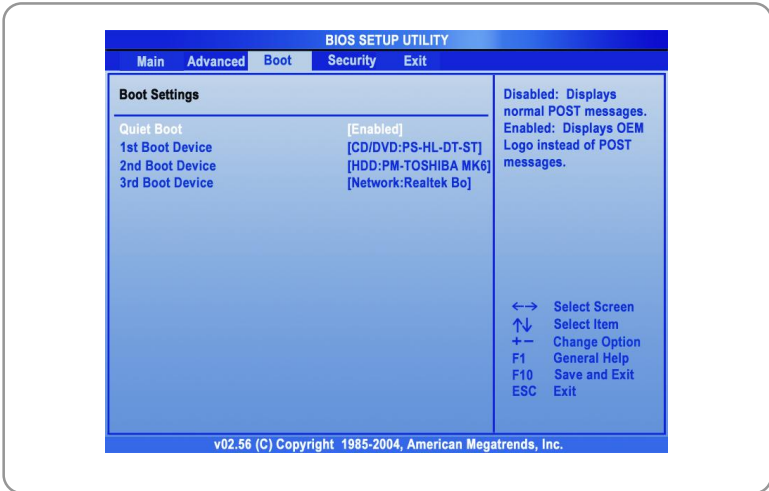 BIOS SETUP UTILITY
Main Advanced Boot Security Exit
Boot Settings
Quiet Boot [Enabled]
1st Boot Device [CD/DVD:PS-HL-DT-ST]
2nd Boot Device [HDD:PM-TOSHIBA MK6]
3rd Boot Device [Network:Realtek Bo]
Disabled: Displays
normal POST messages.
Enabled: Displays OEM
Logo instead of POST
messages.
←→ Select Screen
↑↓ Select Item
+− Change Option
F1 General Help
F10 Save and Exit
ESC Exit
v02.56 (C) Copyright 1985-2004, American Megatrends, Inc.